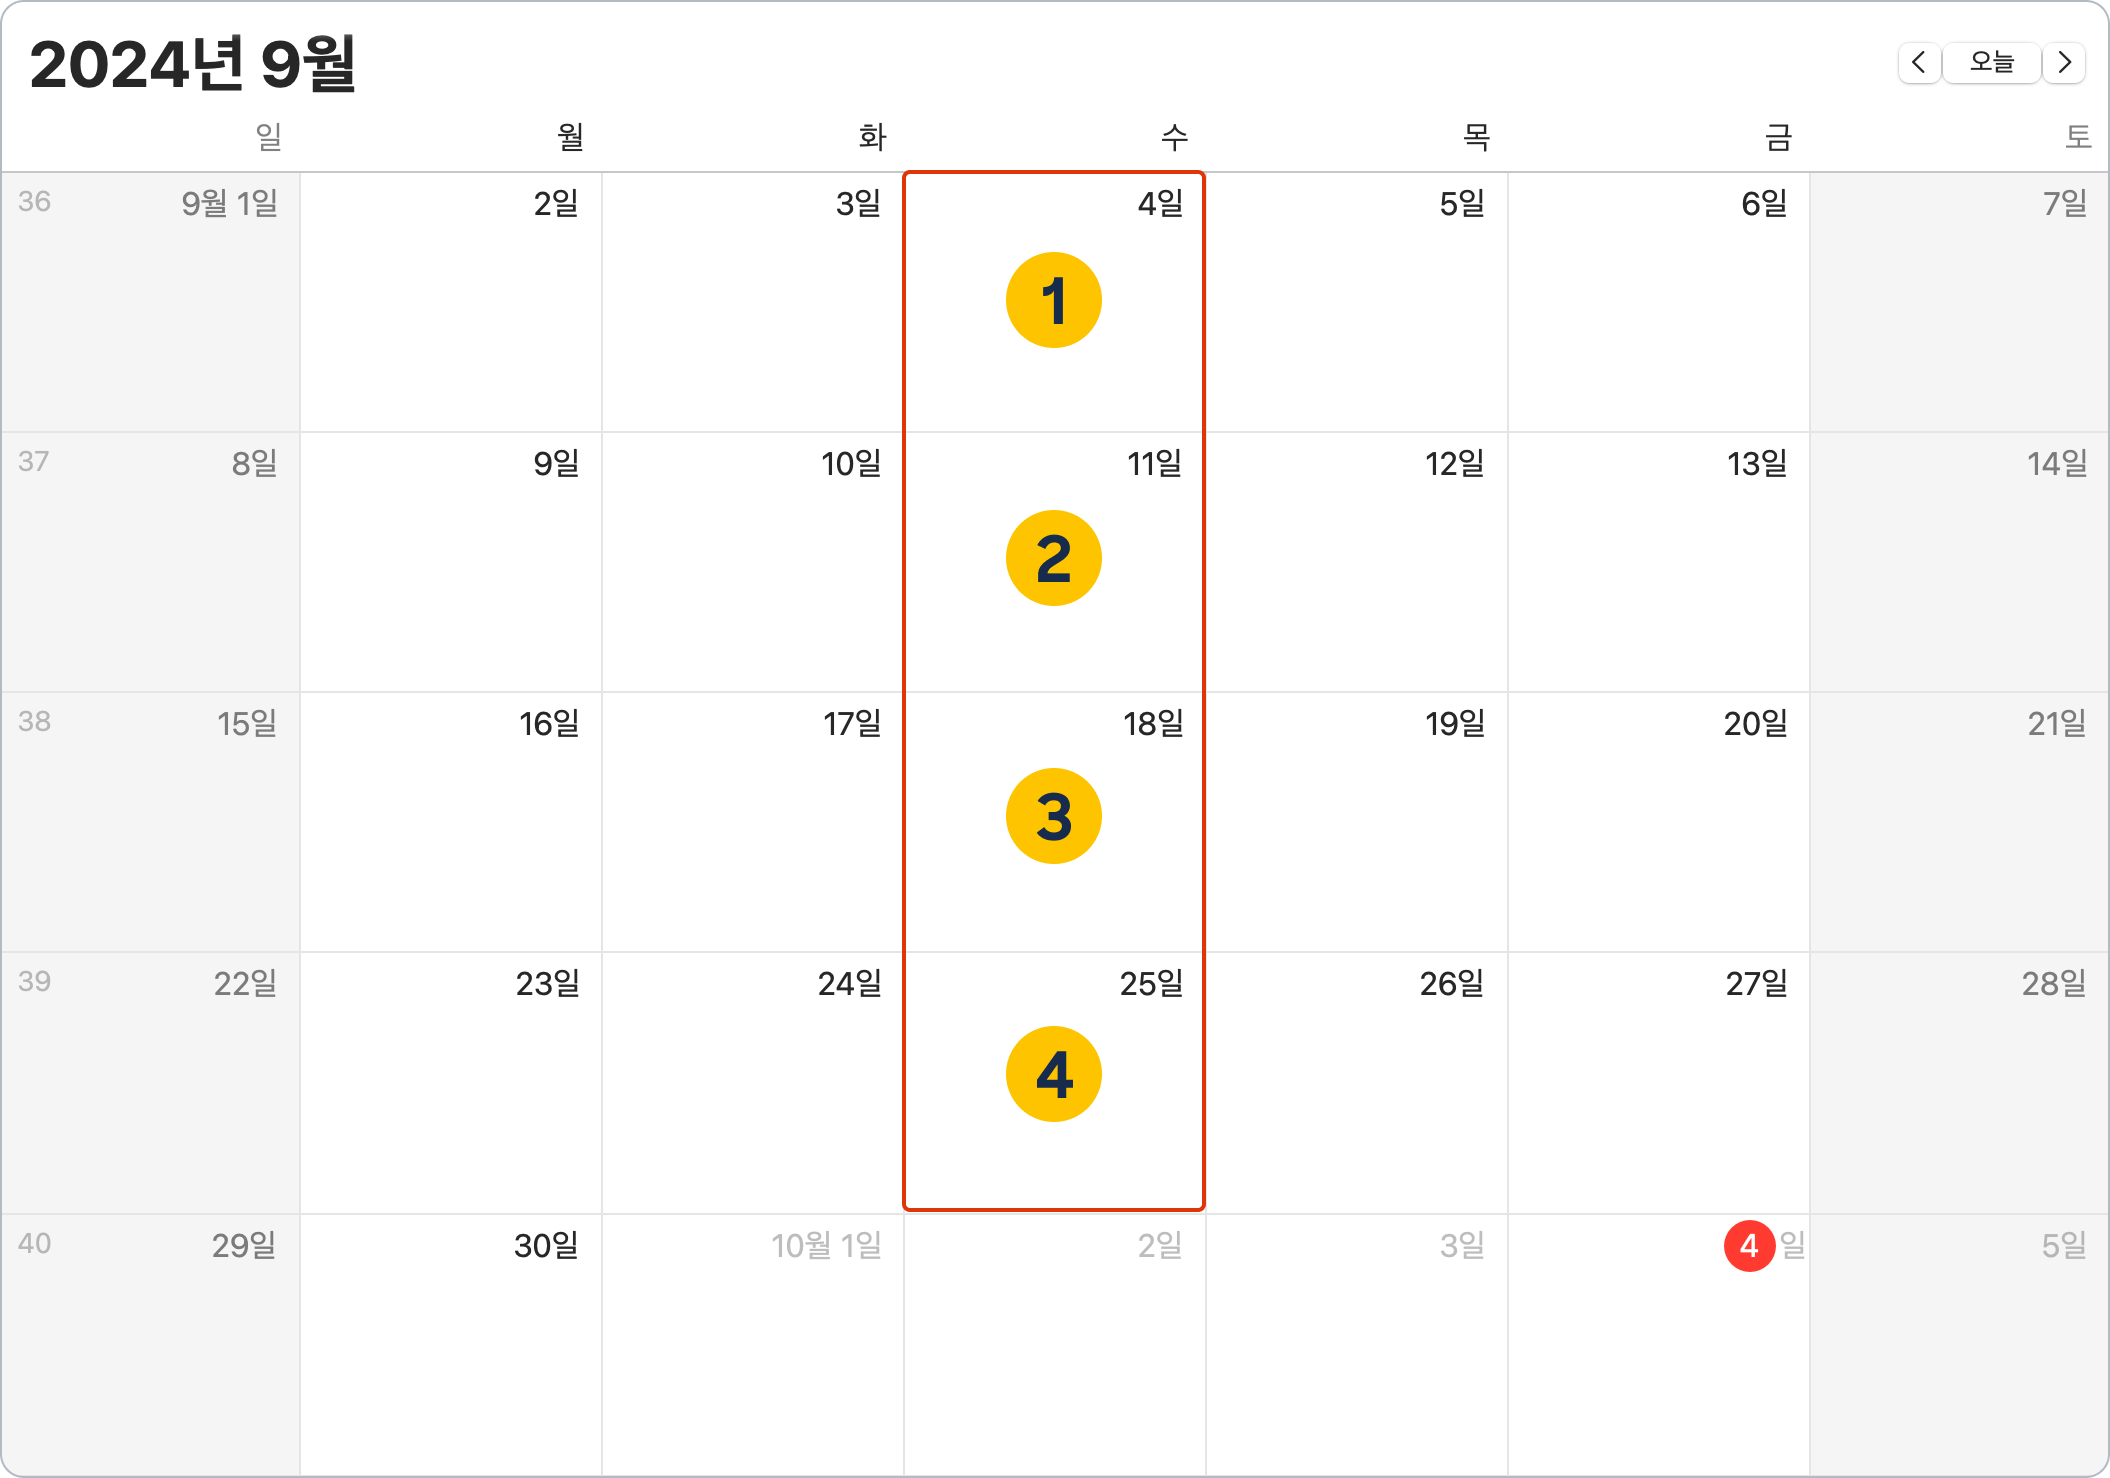 2024년 9월
오늘
일 월 화 수 목 금 토
36 9월 1일 2일 3일 4일 5일 6일 7일
1
37 8일 9일 10일 11일 12일 13일 14일
2
38 15일 16일 17일 18일 19일 20일 21일
3
39 22일 23일 24일 25일 26일 27일 28일
4
40 29일 30일 10월 1일 2일 3일 4일 5일